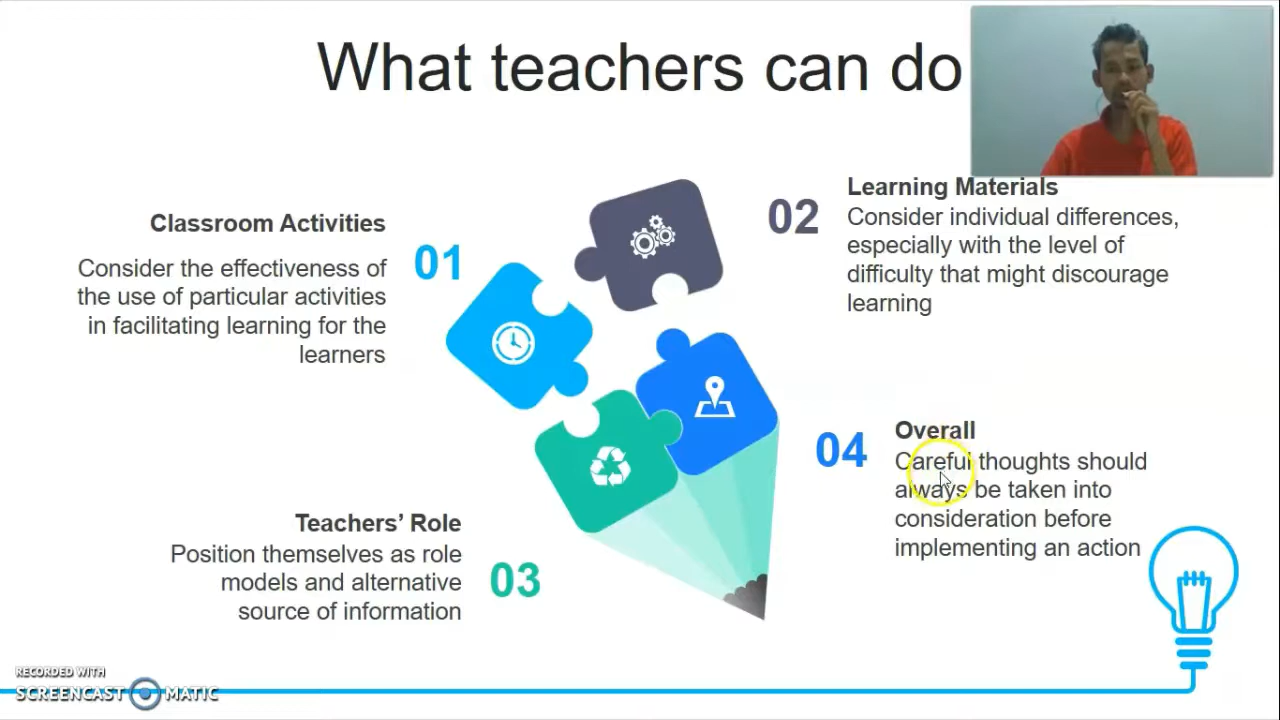 What teachers can do
Classroom Activities
01
Consider the effectiveness of
the use of particular activities
in facilitating learning for the
learners
02
Learning Materials
Consider individual differences,
especially with the level of
difficulty that might discourage
learning
Teachers’ Role
03
Position themselves as role
models and alternative
source of information
04
Overall
Careful thoughts should
always be taken into
consideration before
implementing an action
RECORDED WITH
SCREENCAST MATIC